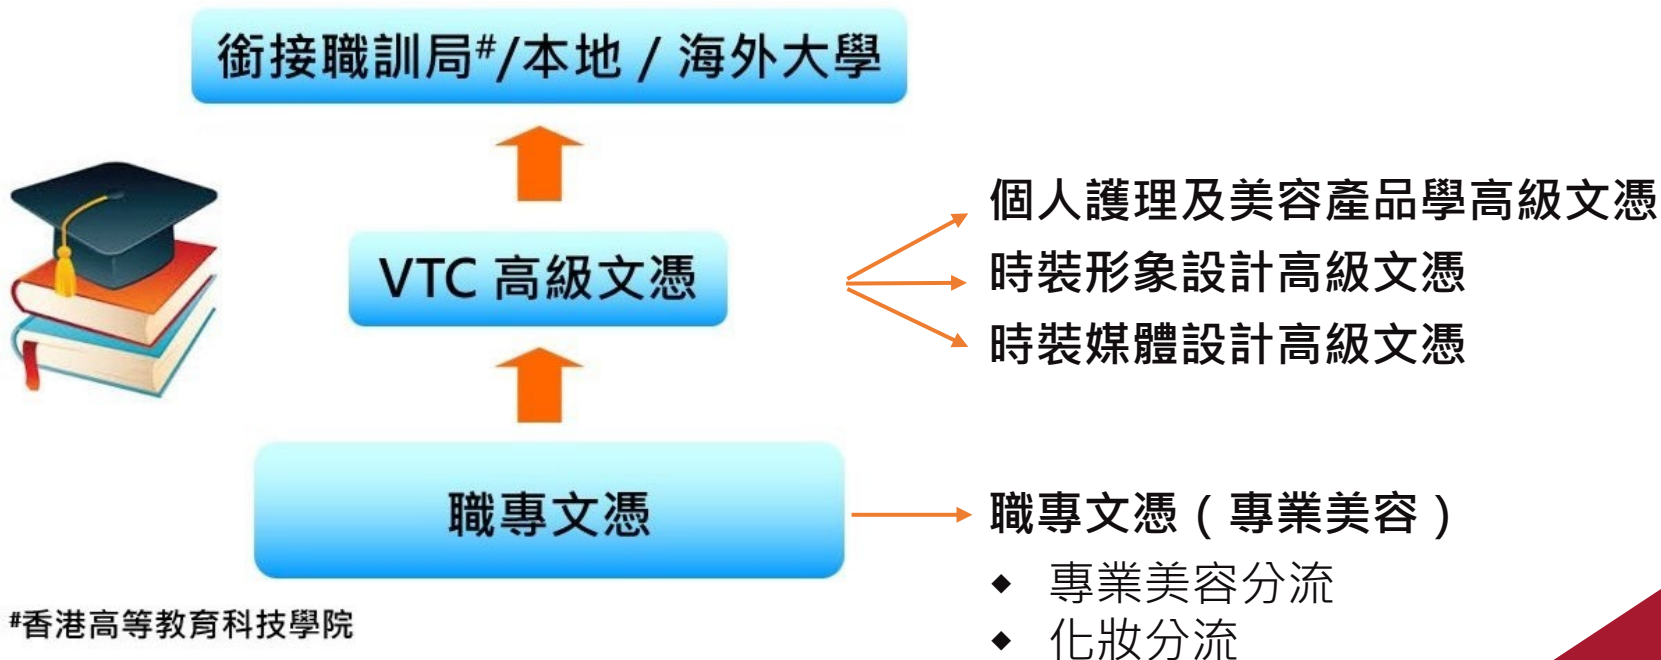 銜接職訓局#/本地 / 海外大學
VTC 高級文憑
個人護理及美容產品學高級文憑
時裝形象設計高級文憑
時裝媒體設計高級文憑
職專文憑
職專文憑（專業美容）
◆ 專業美容分流
◆ 化妝分流
#香港高等教育科技學院